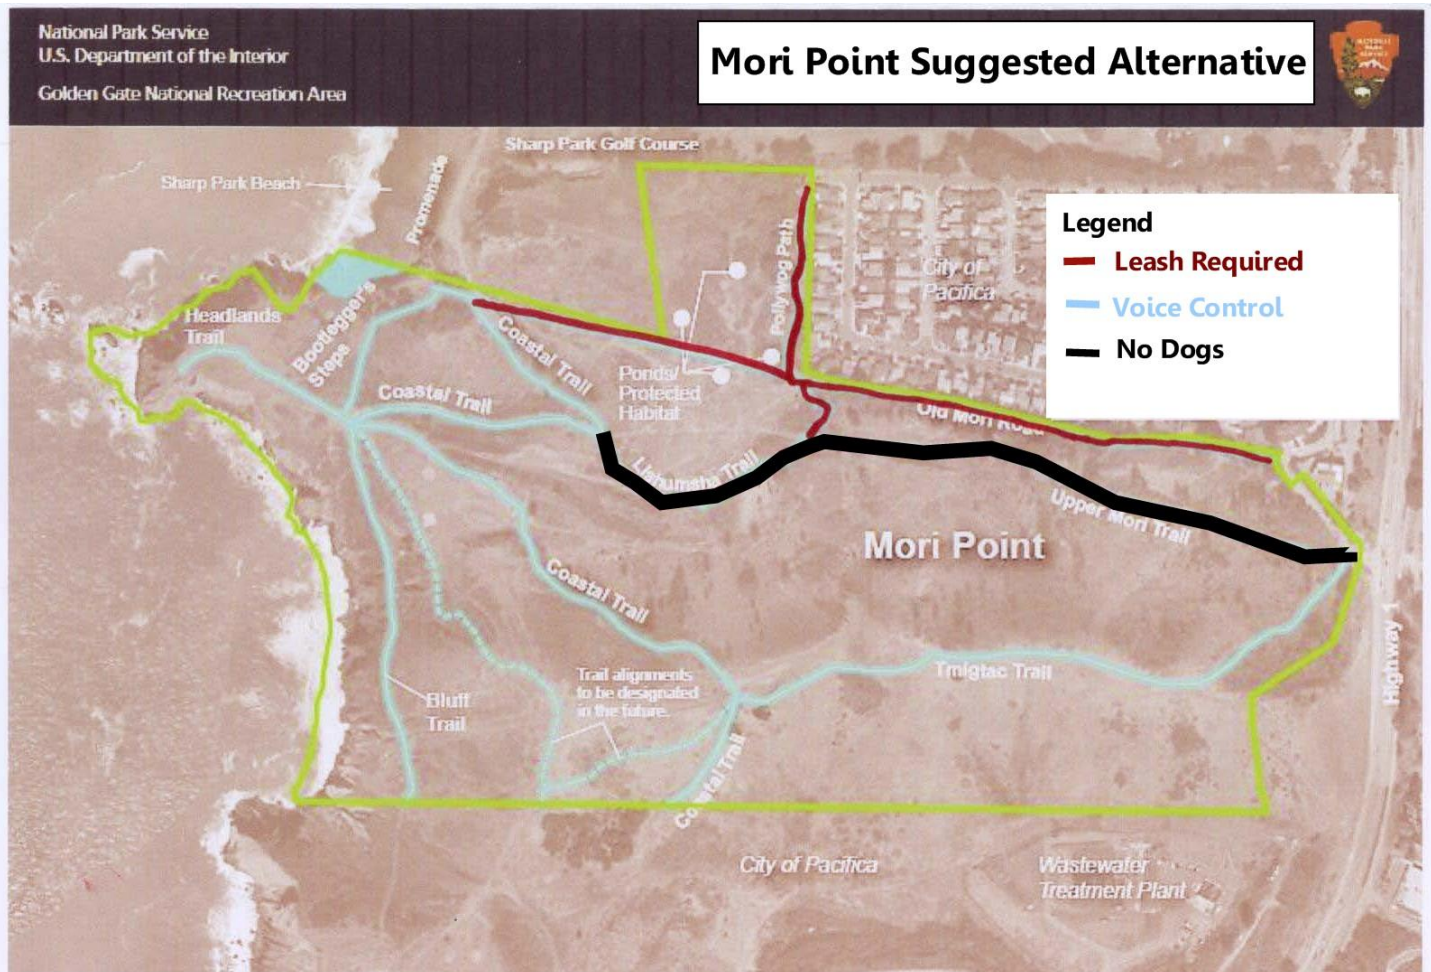 National Park Service
U.S. Department of the Interior
Golden Gate National Recreation Area
Mori Point Suggested Alternative
Sharp Park Golf Course
Sharp Park Beach
Promenade
Legend
Leash Required
Voice Control
No Dogs
City of
Pacifica
Pollywog Path
Headlands
Trail
Bootlegger's
Steps
Coastal Trail
Coastal Trail
Ponds/
Protected
Habitat
Old Mori Road
Lishumsha Trail
Upper Mori Trail
Mori Point
Coastal Trail
Trail alignments
to be designated
in the future.
Timigtac Trail
Bluff
Trail
Highway 1
Coastal Trail
City of Pacifica
Wastewater
Treatment Plant